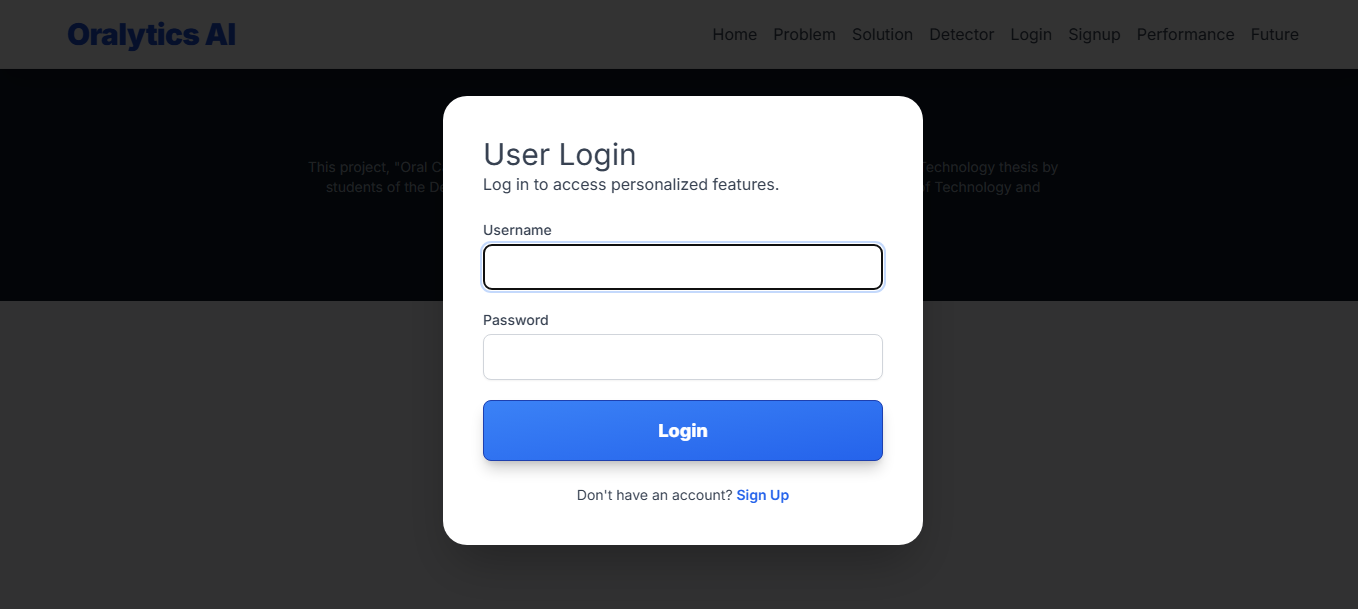 Oralytics AI
Home Problem Solution Detector Login Signup Performance Future
This project, "Oral C
Technology thesis by
students of the De
of Technology and
User Login
Log in to access personalized features.
Username
Password
Login
Don't have an account? Sign Up